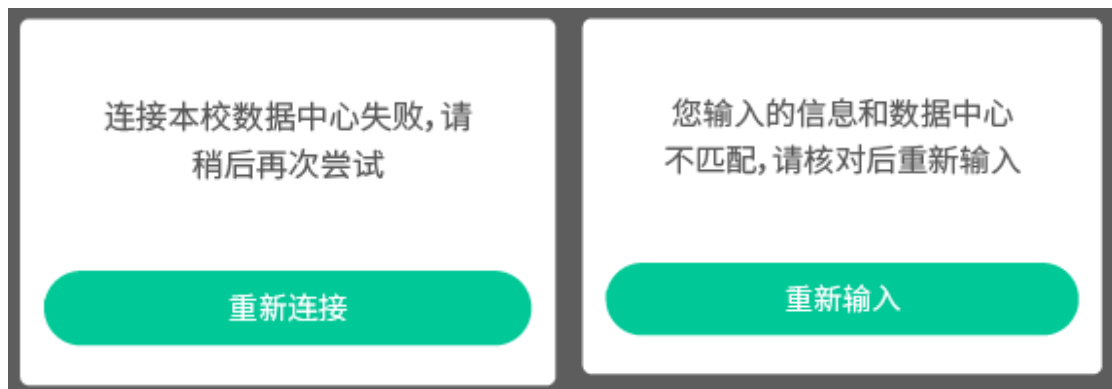 连接本校数据中心失败,请
稍后再次尝试
重新连接
您输入的信息和数据中心
不匹配,请核对后重新输入
重新输入